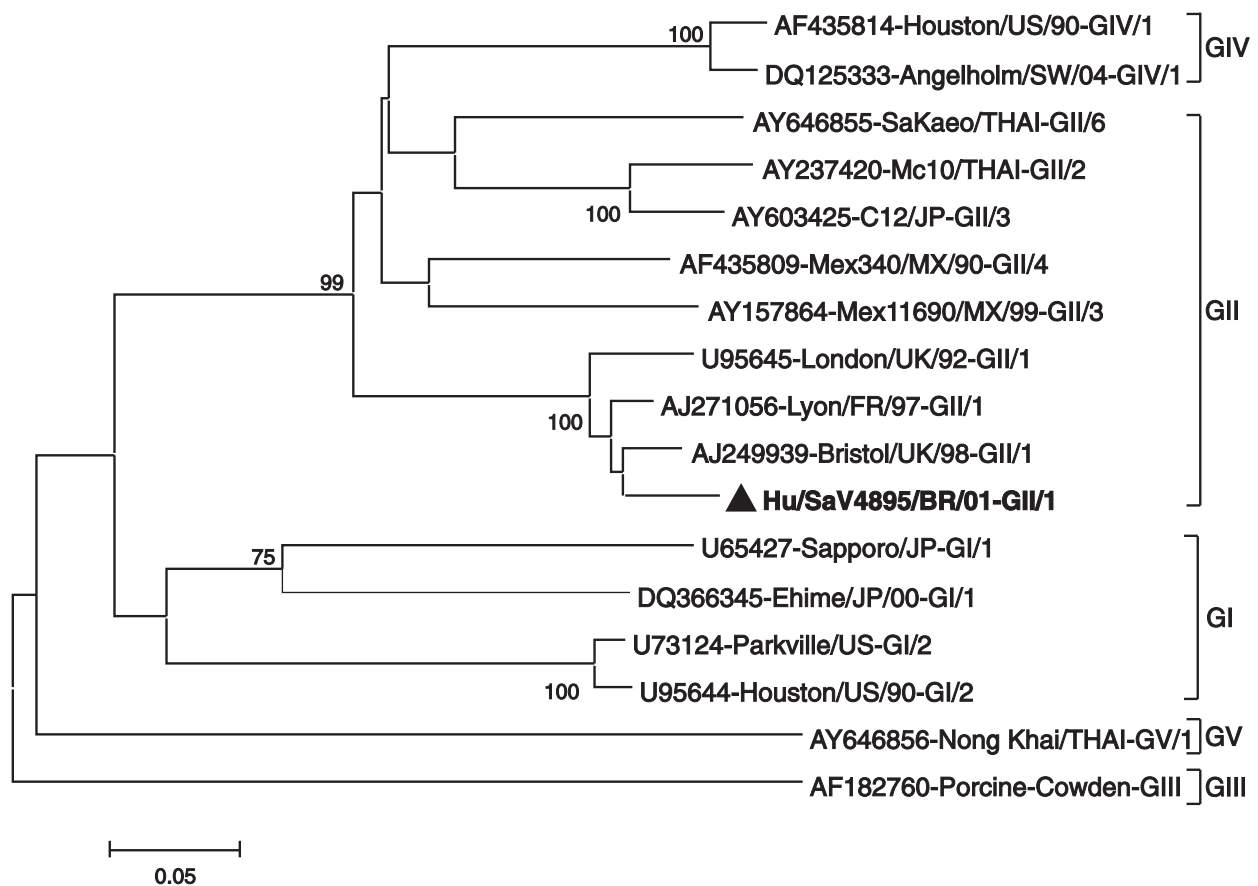 100 AF435814-Houston/US/90-GIV/1
GIV
DQ125333-Angelholm/SW/04-GIV/1
AY646855-SaKaeo/THAI-GII/6
AY237420-Mc10/THAI-GII/2
100 AY603425-C12/JP-GII/3
AF435809-Mex340/MX/90-GII/4
99
AY157864-Mex11690/MX/99-GII/3
GII
U95645-London/UK/92-GII/1
AJ271056-Lyon/FR/97-GII/1
100
AJ249939-Bristol/UK/98-GII/1
Hu/SaV4895/BR/01-GII/1
U65427-Sapporo/JP-GI/1
75
DQ366345-Ehime/JP/00-GI/1
GI
U73124-Parkville/US-GI/2
100 U95644-Houston/US/90-GI/2
AY646856-Nong Khai/THAI-GV/1 GV
AF182760-Porcine-Cowden-GIII GIII
0.05